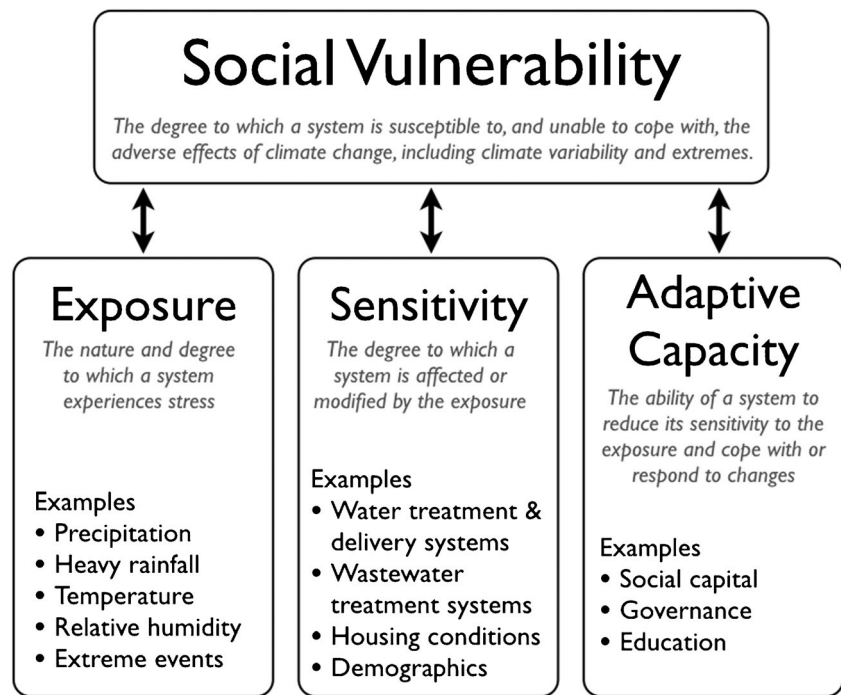 Social Vulnerability
The degree to which a system is susceptible to, and unable to cope with, the
adverse effects of climate change, including climate variability and extremes.
Exposure
The nature and degree
to which a system
experiences stress
Examples
• Precipitation
• Heavy rainfall
• Temperature
• Relative humidity
• Extreme events
Sensitivity
The degree to which a
system is affected or
modified by the exposure
Examples
• Water treatment &
delivery systems
• Wastewater
treatment systems
• Housing conditions
• Demographics
Adaptive
Capacity
The ability of a system to
reduce its sensitivity to the
exposure and cope with or
respond to changes
Examples
• Social capital
• Governance
• Education